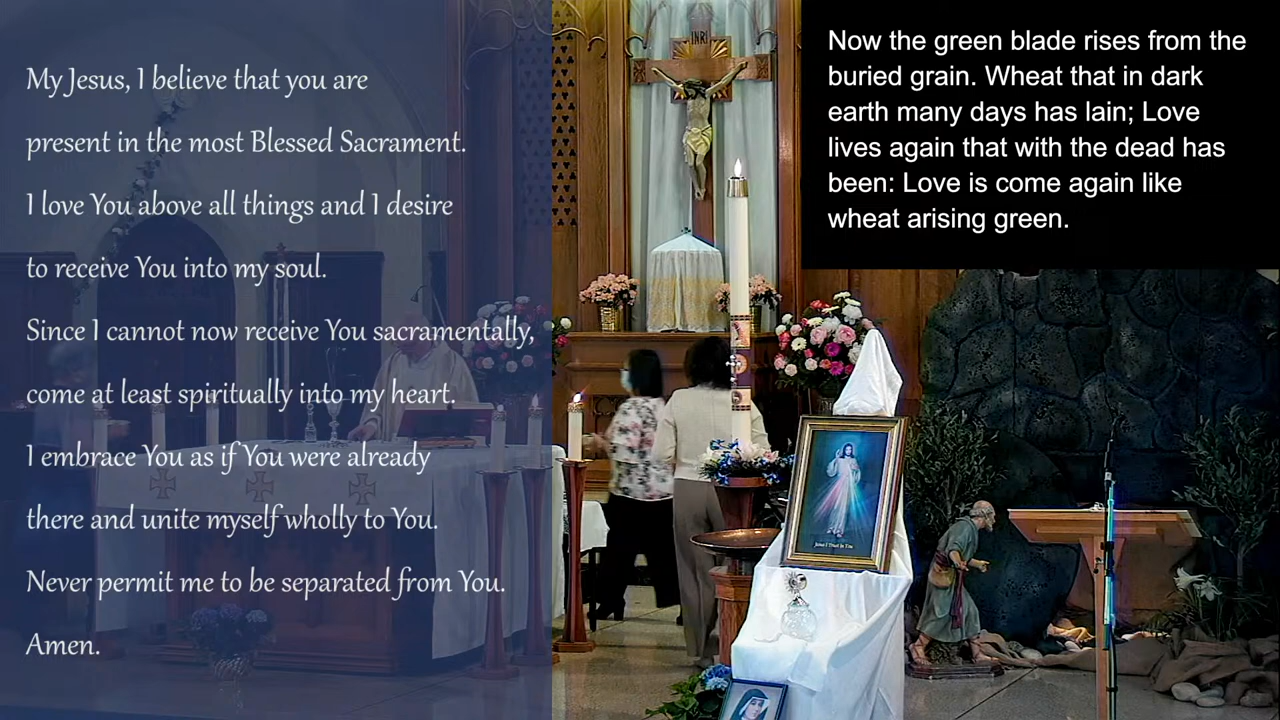 My Jesus, I believe that you are
present in the most Blessed Sacrament.
I love You above all things and I desire
to receive You into my soul.
Since I cannot now receive You sacramentally,
come at least spiritually into my heart.
I embrace You as if You were already
there and unite myself wholly to You.
Never permit me to be separated from You.
Amen.
INRI
Now the green blade rises from the
buried grain. Wheat that in dark
earth many days has lain; Love
lives again that with the dead has
been: Love is come again like
wheat arising green.
Jesus I Trust in You